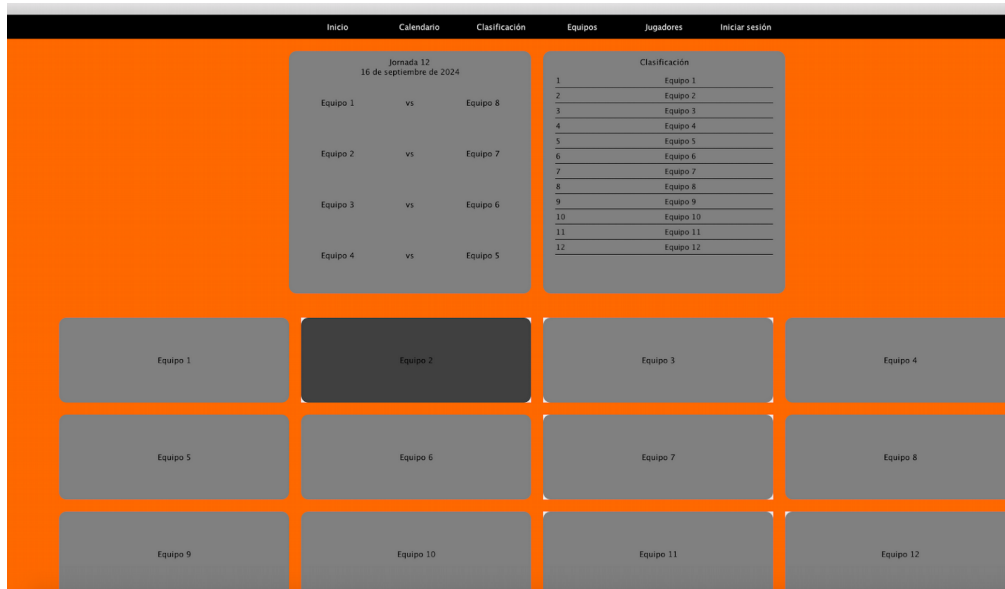 Inicio Calendario Clasificación Equipos Jugadores Iniciar sesión
Jornada 12
16 de septiembre de 2024
Equipo 1 vs Equipo 8
Equipo 2 vs Equipo 7
Equipo 3 vs Equipo 6
Equipo 4 vs Equipo 5
Clasificación
1 Equipo 1
2 Equipo 2
3 Equipo 3
4 Equipo 4
5 Equipo 5
6 Equipo 6
7 Equipo 7
8 Equipo 8
9 Equipo 9
10 Equipo 10
11 Equipo 11
12 Equipo 12
Equipo 1 Equipo 2 Equipo 3 Equipo 4
Equipo 5 Equipo 6 Equipo 7 Equipo 8
Equipo 9 Equipo 10 Equipo 11 Equipo 12